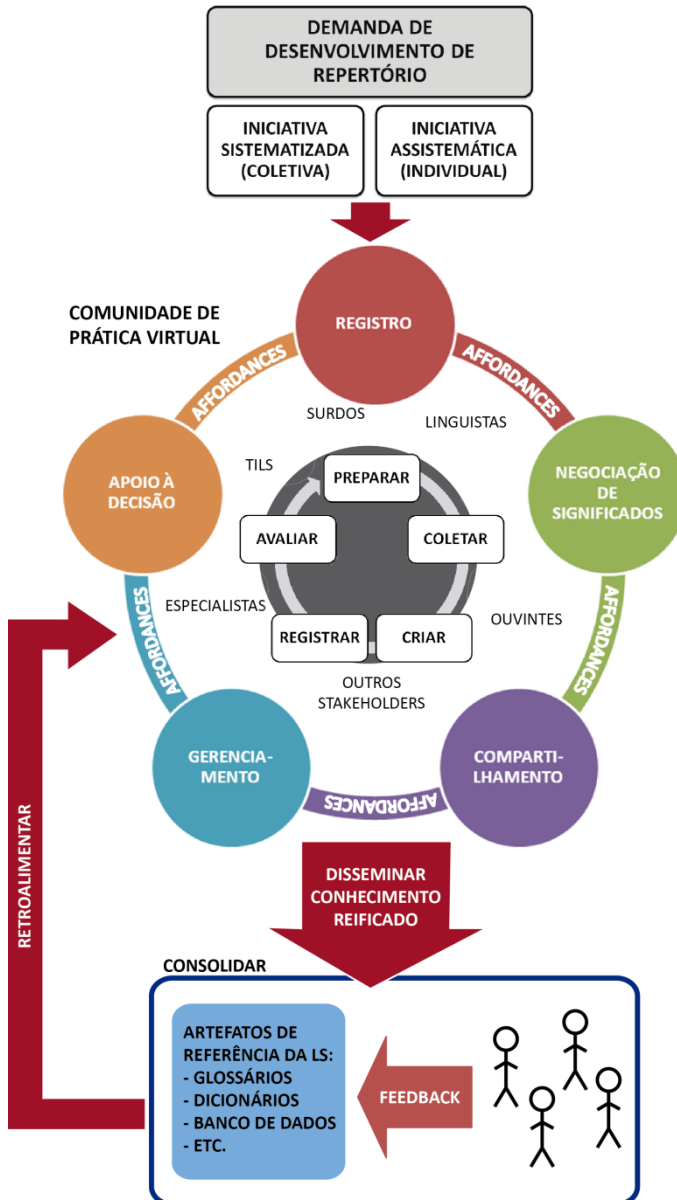 DEMANDA DE
DESENVOLVIMENTO DE
REPERTÓRIO
INICIATIVA
SISTEMATIZADA
(COLETIVA)
INICIATIVA
ASSISTEMÁTICA
(INDIVIDUAL)
COMUNIDADE DE
PRÁTICA VIRTUAL
REGISTRO
AFFORDANCES
AFFORDANCES
SURDOS
LINGUISTAS
APOIO À
DECISÃO
TILS
PREPARAR
NEGOCIAÇÃO
DE
SIGNIFICADOS
AVALIAR
COLETAR
AFFORDANCES
ESPECIALISTAS
OUVINTES
AFFORDANCES
REGISTRAR
CRIAR
OUTROS
STAKEHOLDERS
GERENCIA-
MENTO
COMPARTI-
LHAMENTO
AFFORDANCES
RETROALIMENTAR
DISSEMINAR
CONHECIMENTO
REIFICADO
CONSOLIDAR
ARTEFATOS DE
REFERÊNCIA DA LS:
- GLOSSÁRIOS
- DICIONÁRIOS
- BANCO DE DADOS
- ETC.
FEEDBACK